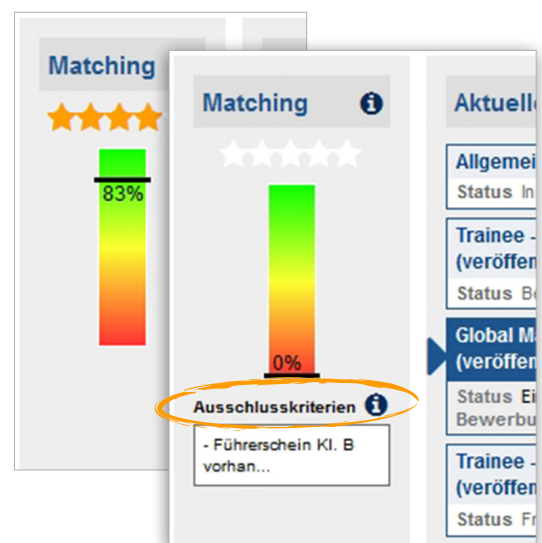 Matching
83%
Matching
0%
Ausschlusskriterien
- Führerschein Kl. B
vorhan...
Aktuell
Allgemei
Status In
Trainee -
(veröffen
Status Be
Global Ma
(veröffen
Status Ei
Bewerbu
Trainee -
(veröffen
Status Fr